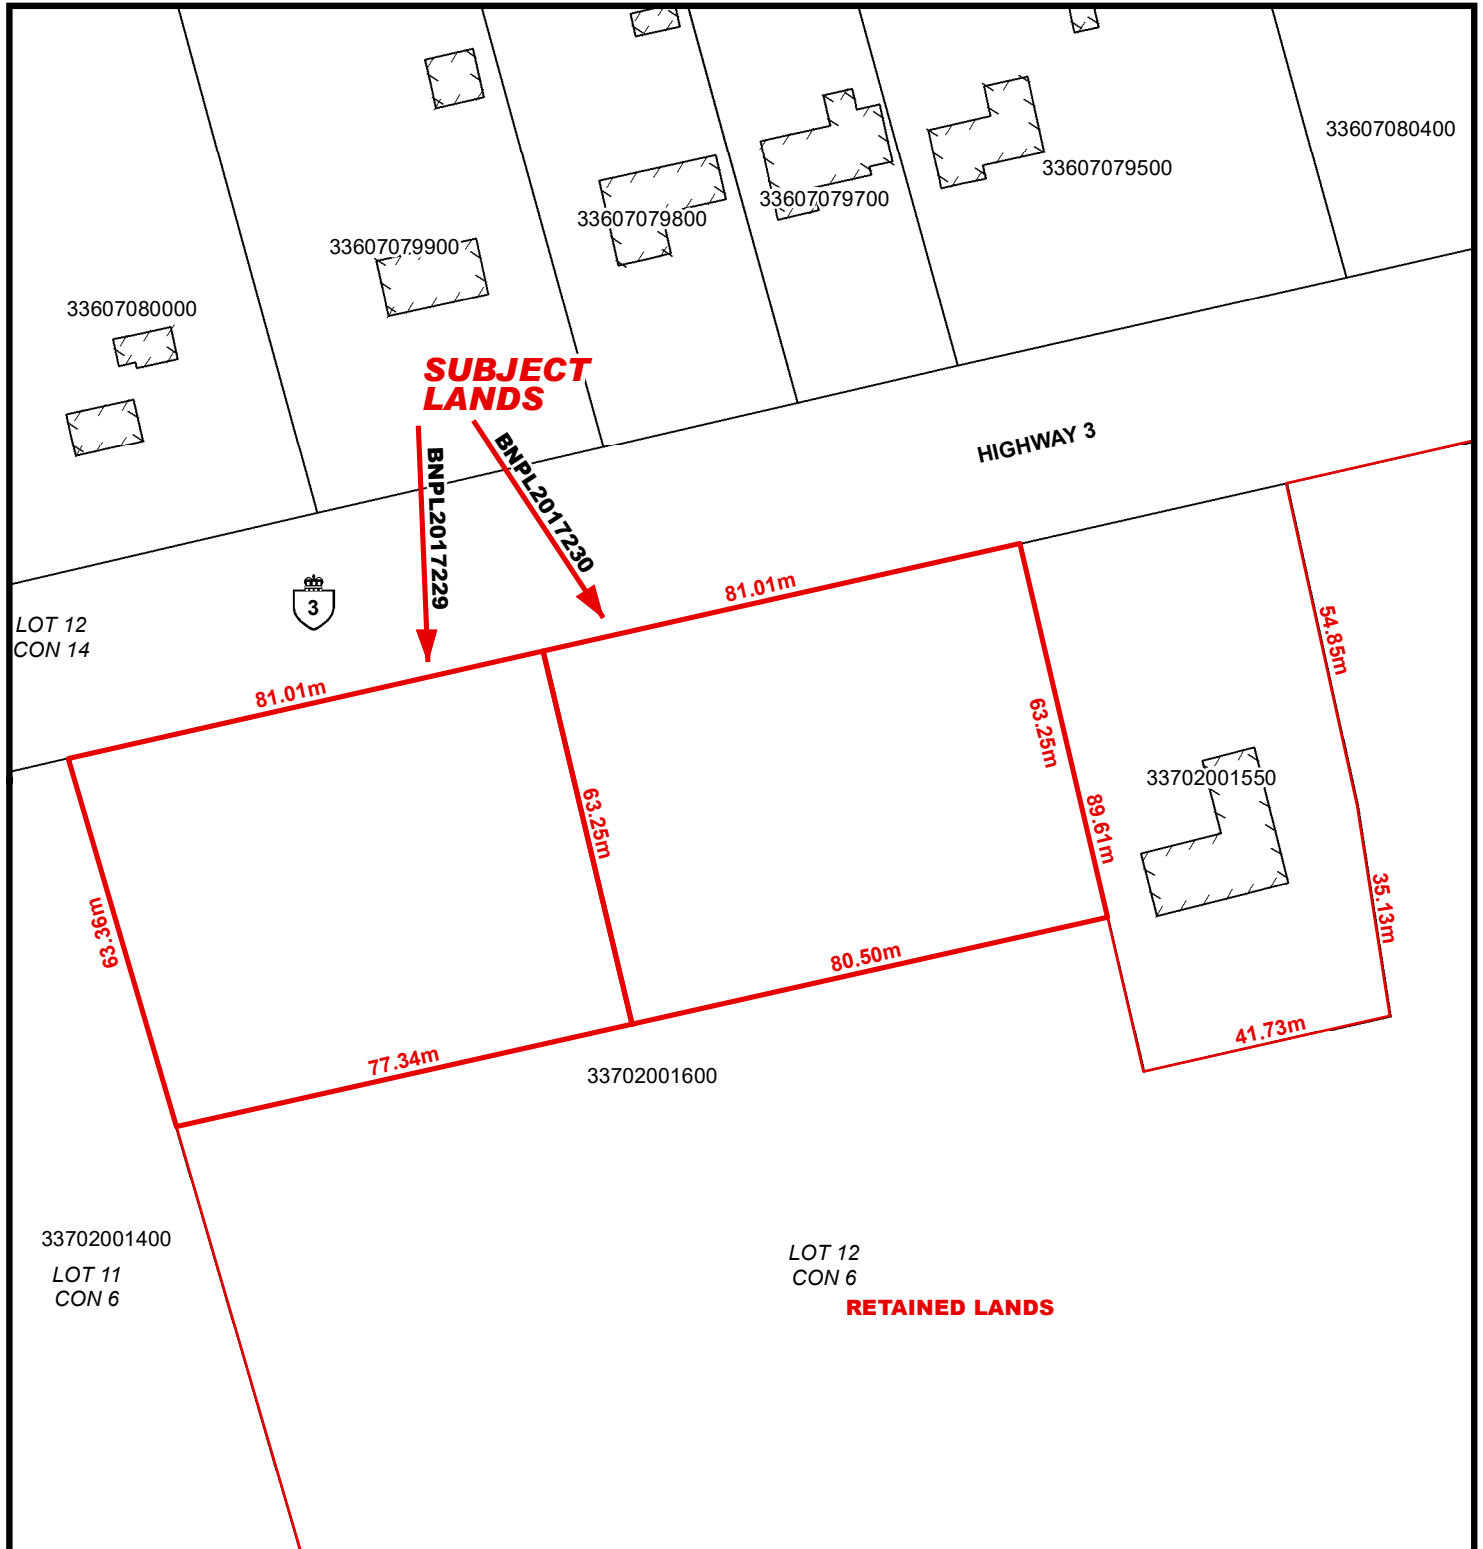 33607080400
33607079500
33607079700
33607079800
33607079900
33607080000
SUBJECT
LANDS
HIGHWAY 3
BNPL2017229
BNPL2017230
3
LOT 12
CON 14
81.01m
81.01m
54.85m
63.25m
33702001550
63.25m
89.61m
63.36m
35.13m
80.50m
41.73m
77.34m
33702001600
33702001400
LOT 11
CON 6
LOT 12
CON 6
RETAINED LANDS